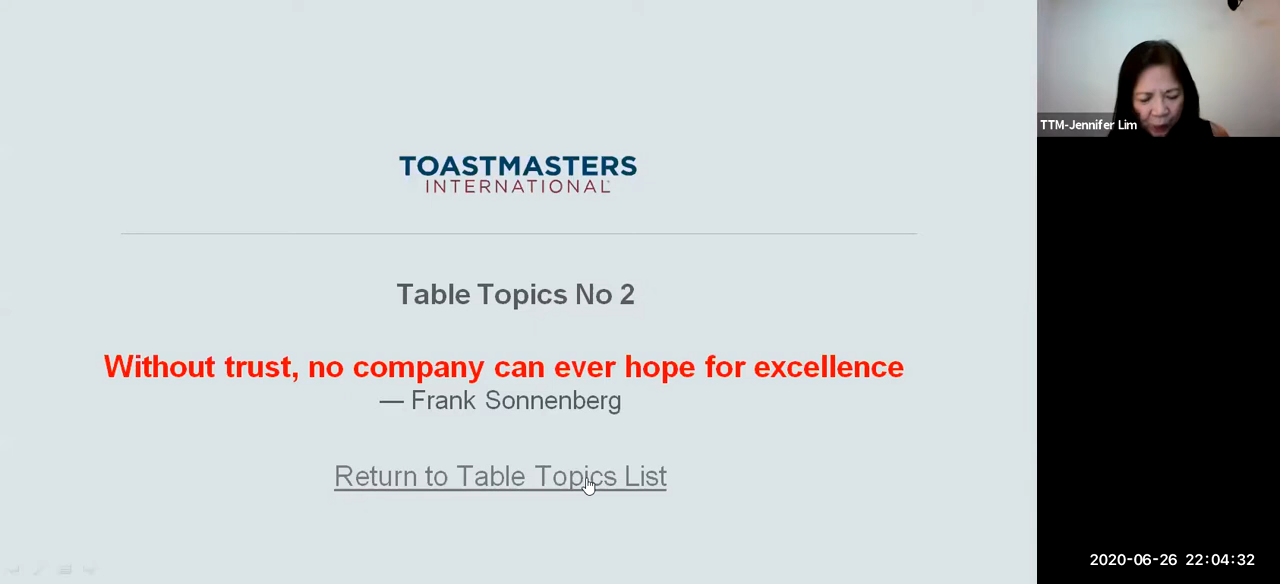 TOASTMASTERS
INTERNATIONAL
Table Topics No 2
Without trust, no company can ever hope for excellence
— Frank Sonnenberg
Return to Table Topics List
TTM-Jennifer Lim
2020-06-26 22:04:32